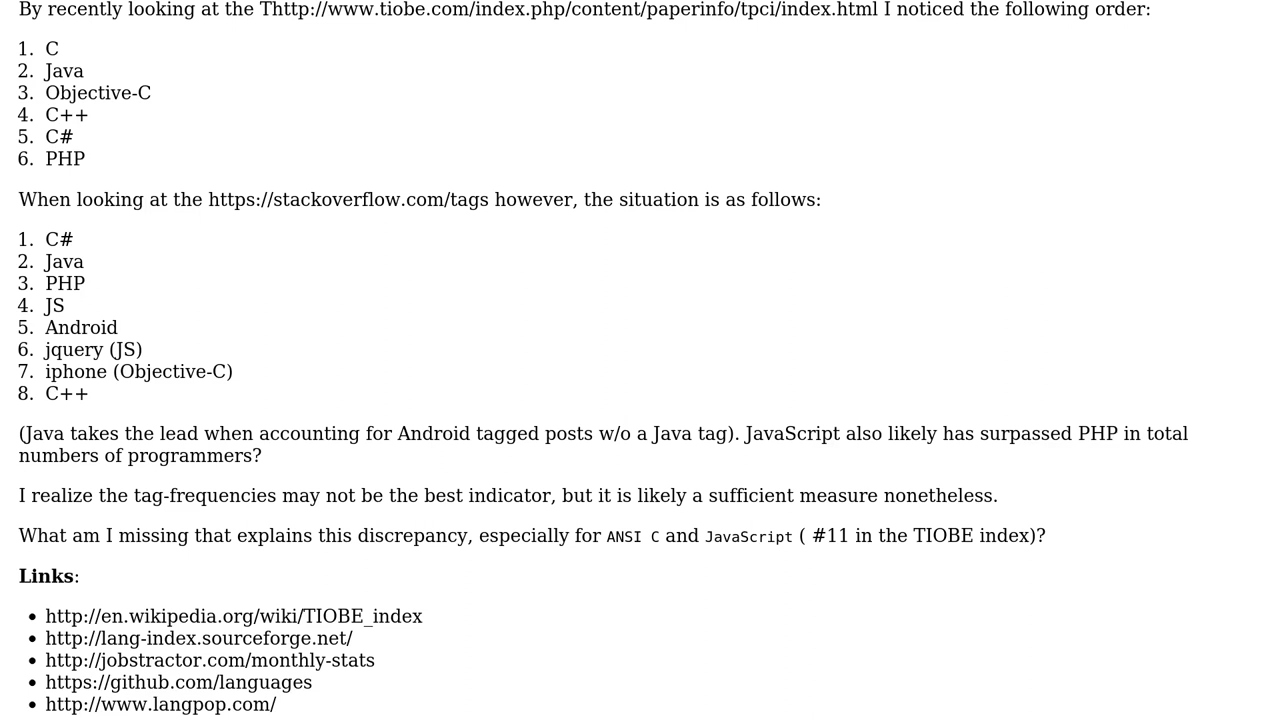 By recently looking at the Thttp://www.tiobe.com/index.php/content/paperinfo/tpci/index.html I noticed the following order:
1. C
2. Java
3. Objective-C
4. C++
5. C#
6. PHP
When looking at the https://stackoverflow.com/tags however, the situation is as follows:
1. C#
2. Java
3. PHP
4. JS
5. Android
6. jquery (JS)
7. iphone (Objective-C)
8. C++
(Java takes the lead when accounting for Android tagged posts w/o a Java tag). JavaScript also likely has surpassed PHP in total
numbers of programmers?
I realize the tag-frequencies may not be the best indicator, but it is likely a sufficient measure nonetheless.
What am I missing that explains this discrepancy, especially for ANSI C and JavaScript ( #11 in the TIOBE index)?
Links:
• http://en.wikipedia.org/wiki/TIOBE_index
• http://lang-index.sourceforge.net/
• http://jobstractor.com/monthly-stats
• https://github.com/languages
• http://www.langpop.com/